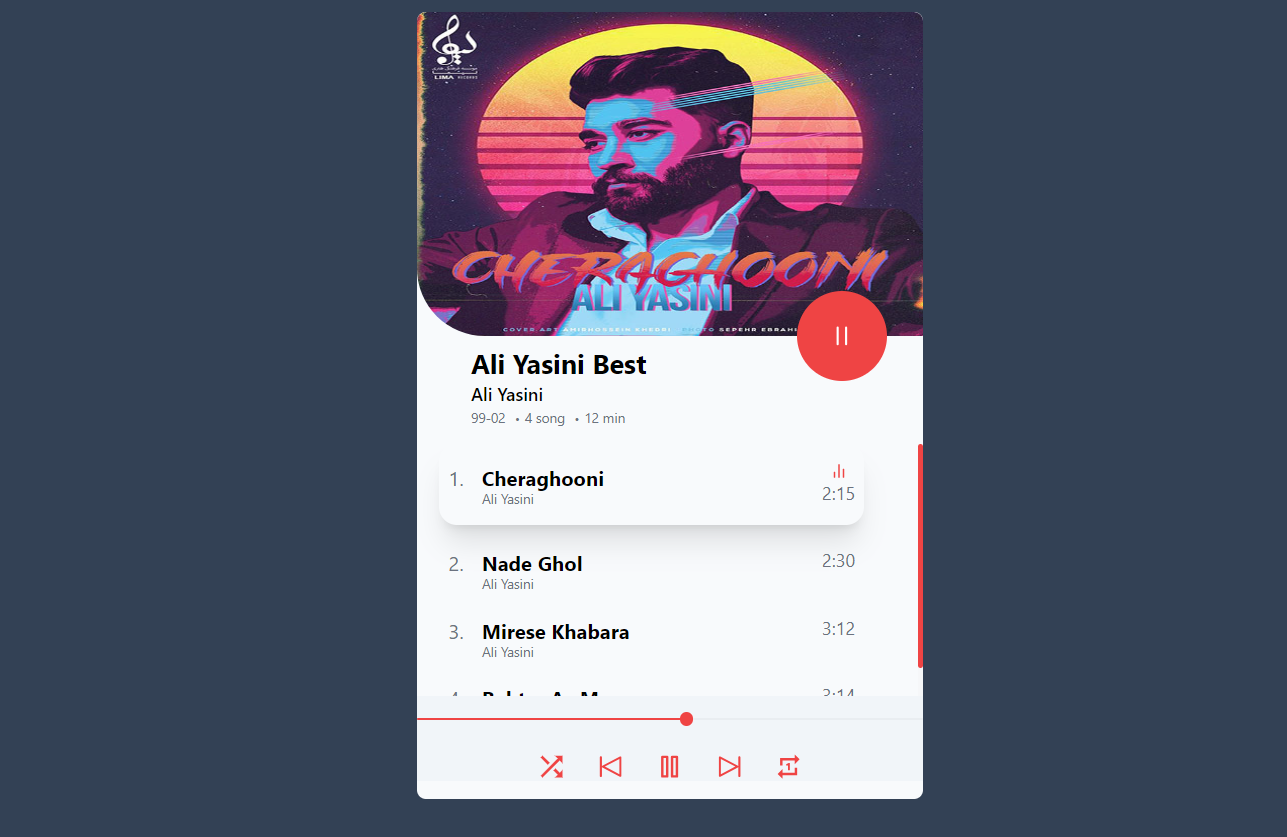 LIMA RECORDS
CHERAGHOONI
ALI YASINI
COVER ART AMIRHOSSEIN KHEDRI PHOTO SEPEHR EBRAHI
Ali Yasini Best
Ali Yasini
99-02 • 4 song • 12 min
1. Cheraghooni 2:15
Ali Yasini
2. Nade Ghol 2:30
Ali Yasini
3. Mirese Khabara 3:12
Ali Yasini
4. 3:14
1